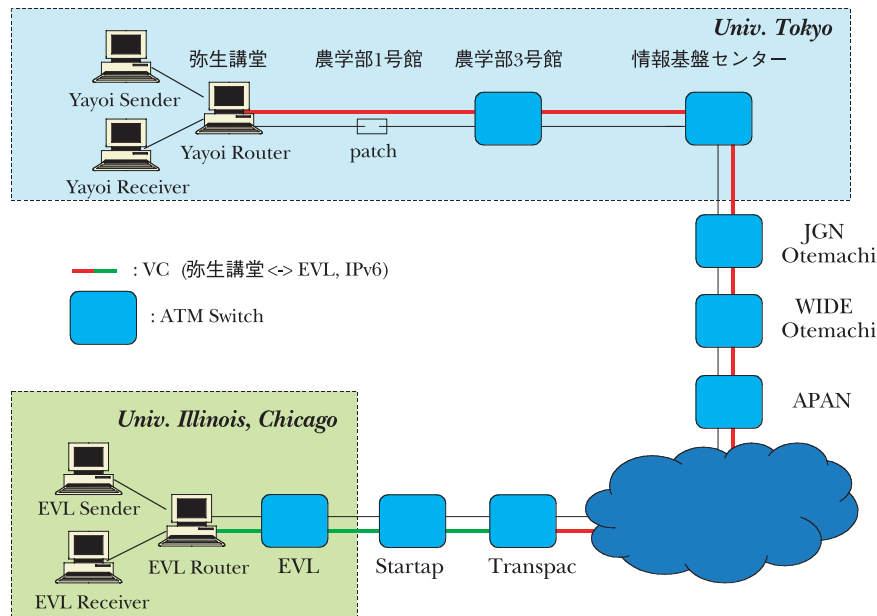 Univ. Tokyo
弥生講堂
農学部1号館
農学部3号館
情報基盤センター
Yayoi Sender
Yayoi Router
patch
Yayoi Receiver
: VC (弥生講堂 <-> EVL, IPv6)
: ATM Switch
JGN
Otemachi
WIDE
Otemachi
APAN
Univ. Illinois, Chicago
EVL Sender
EVL Router
EVL
Startap
Transpac
EVL Receiver